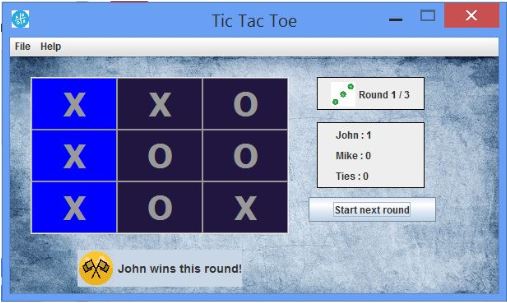 Tic Tac Toe
File Help
X X O
X O O
X O X
Round 1 / 3
John : 1
Mike : 0
Ties : 0
Start next round
John wins this round!